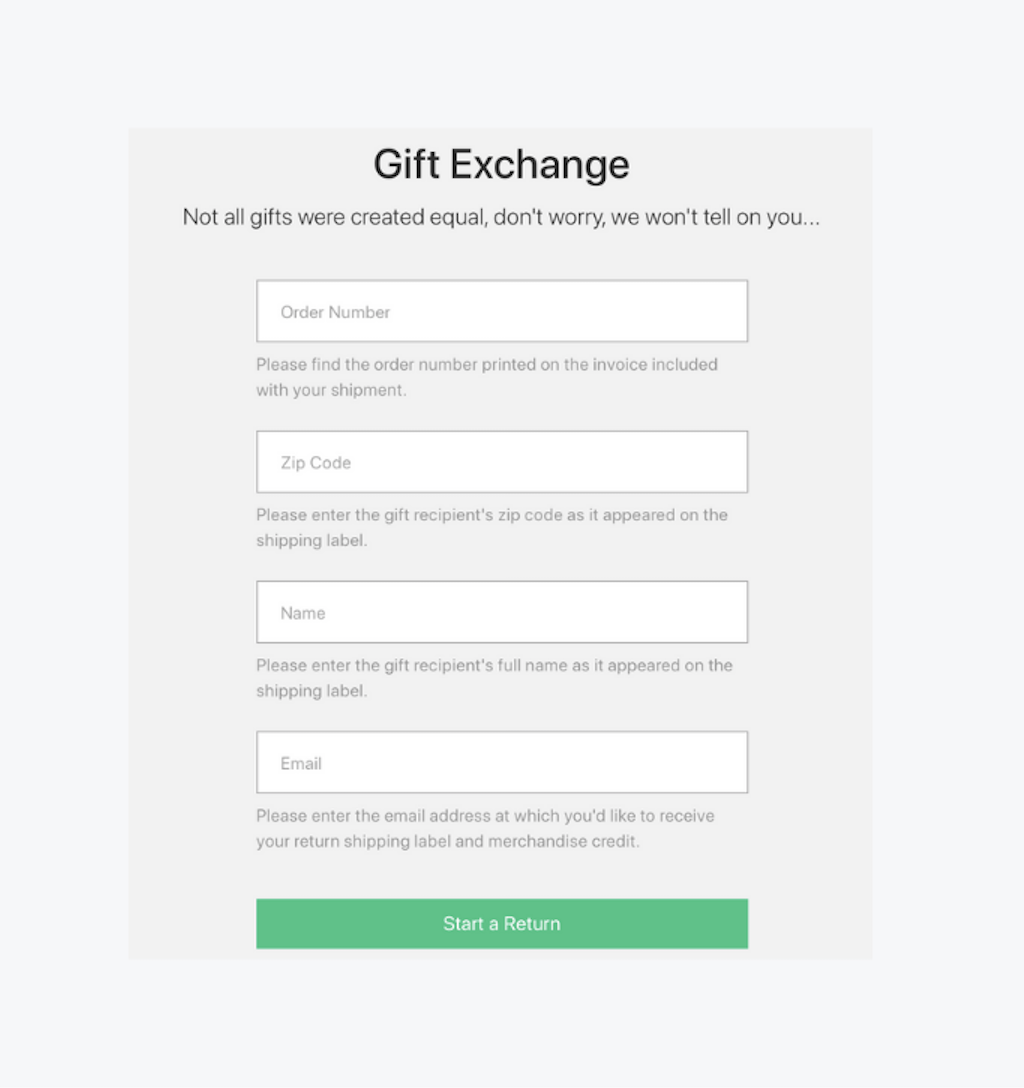 Gift Exchange
Not all gifts were created equal, don't worry, we won't tell on you...
Order Number
Please find the order number printed on the invoice included
with your shipment.
Zip Code
Please enter the gift recipient's zip code as it appeared on the
shipping label.
Name
Please enter the gift recipient's full name as it appeared on the
shipping label.
Email
Please enter the email address at which you'd like to receive
your return shipping label and merchandise credit.
Start a Return